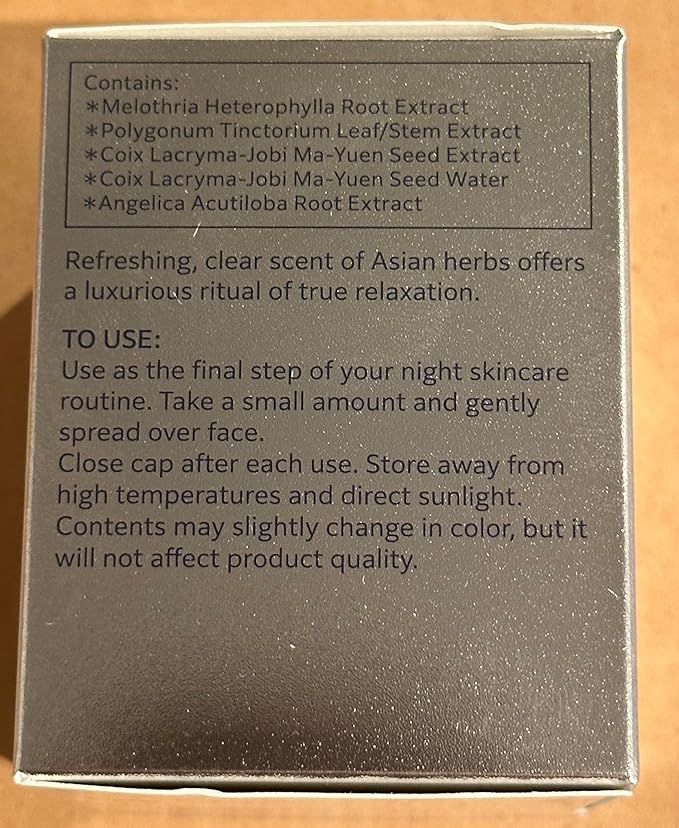 Contains:
*Melothria Heterophylla Root Extract
*Polygonum Tinctorium Leaf/Stem Extract
*Coix Lacryma-Jobi Ma-Yuen Seed Extract
*Coix Lacryma-Jobi Ma-Yuen Seed Water
*Angelica Acutiloba Root Extract
Refreshing, clear scent of Asian herbs offers
a luxurious ritual of true relaxation.
TO USE:
Use as the final step of your night skincare
routine. Take a small amount and gently
spread over face.
Close cap after each use. Store away from
high temperatures and direct sunlight.
Contents may slightly change in color, but it
will not affect product quality.